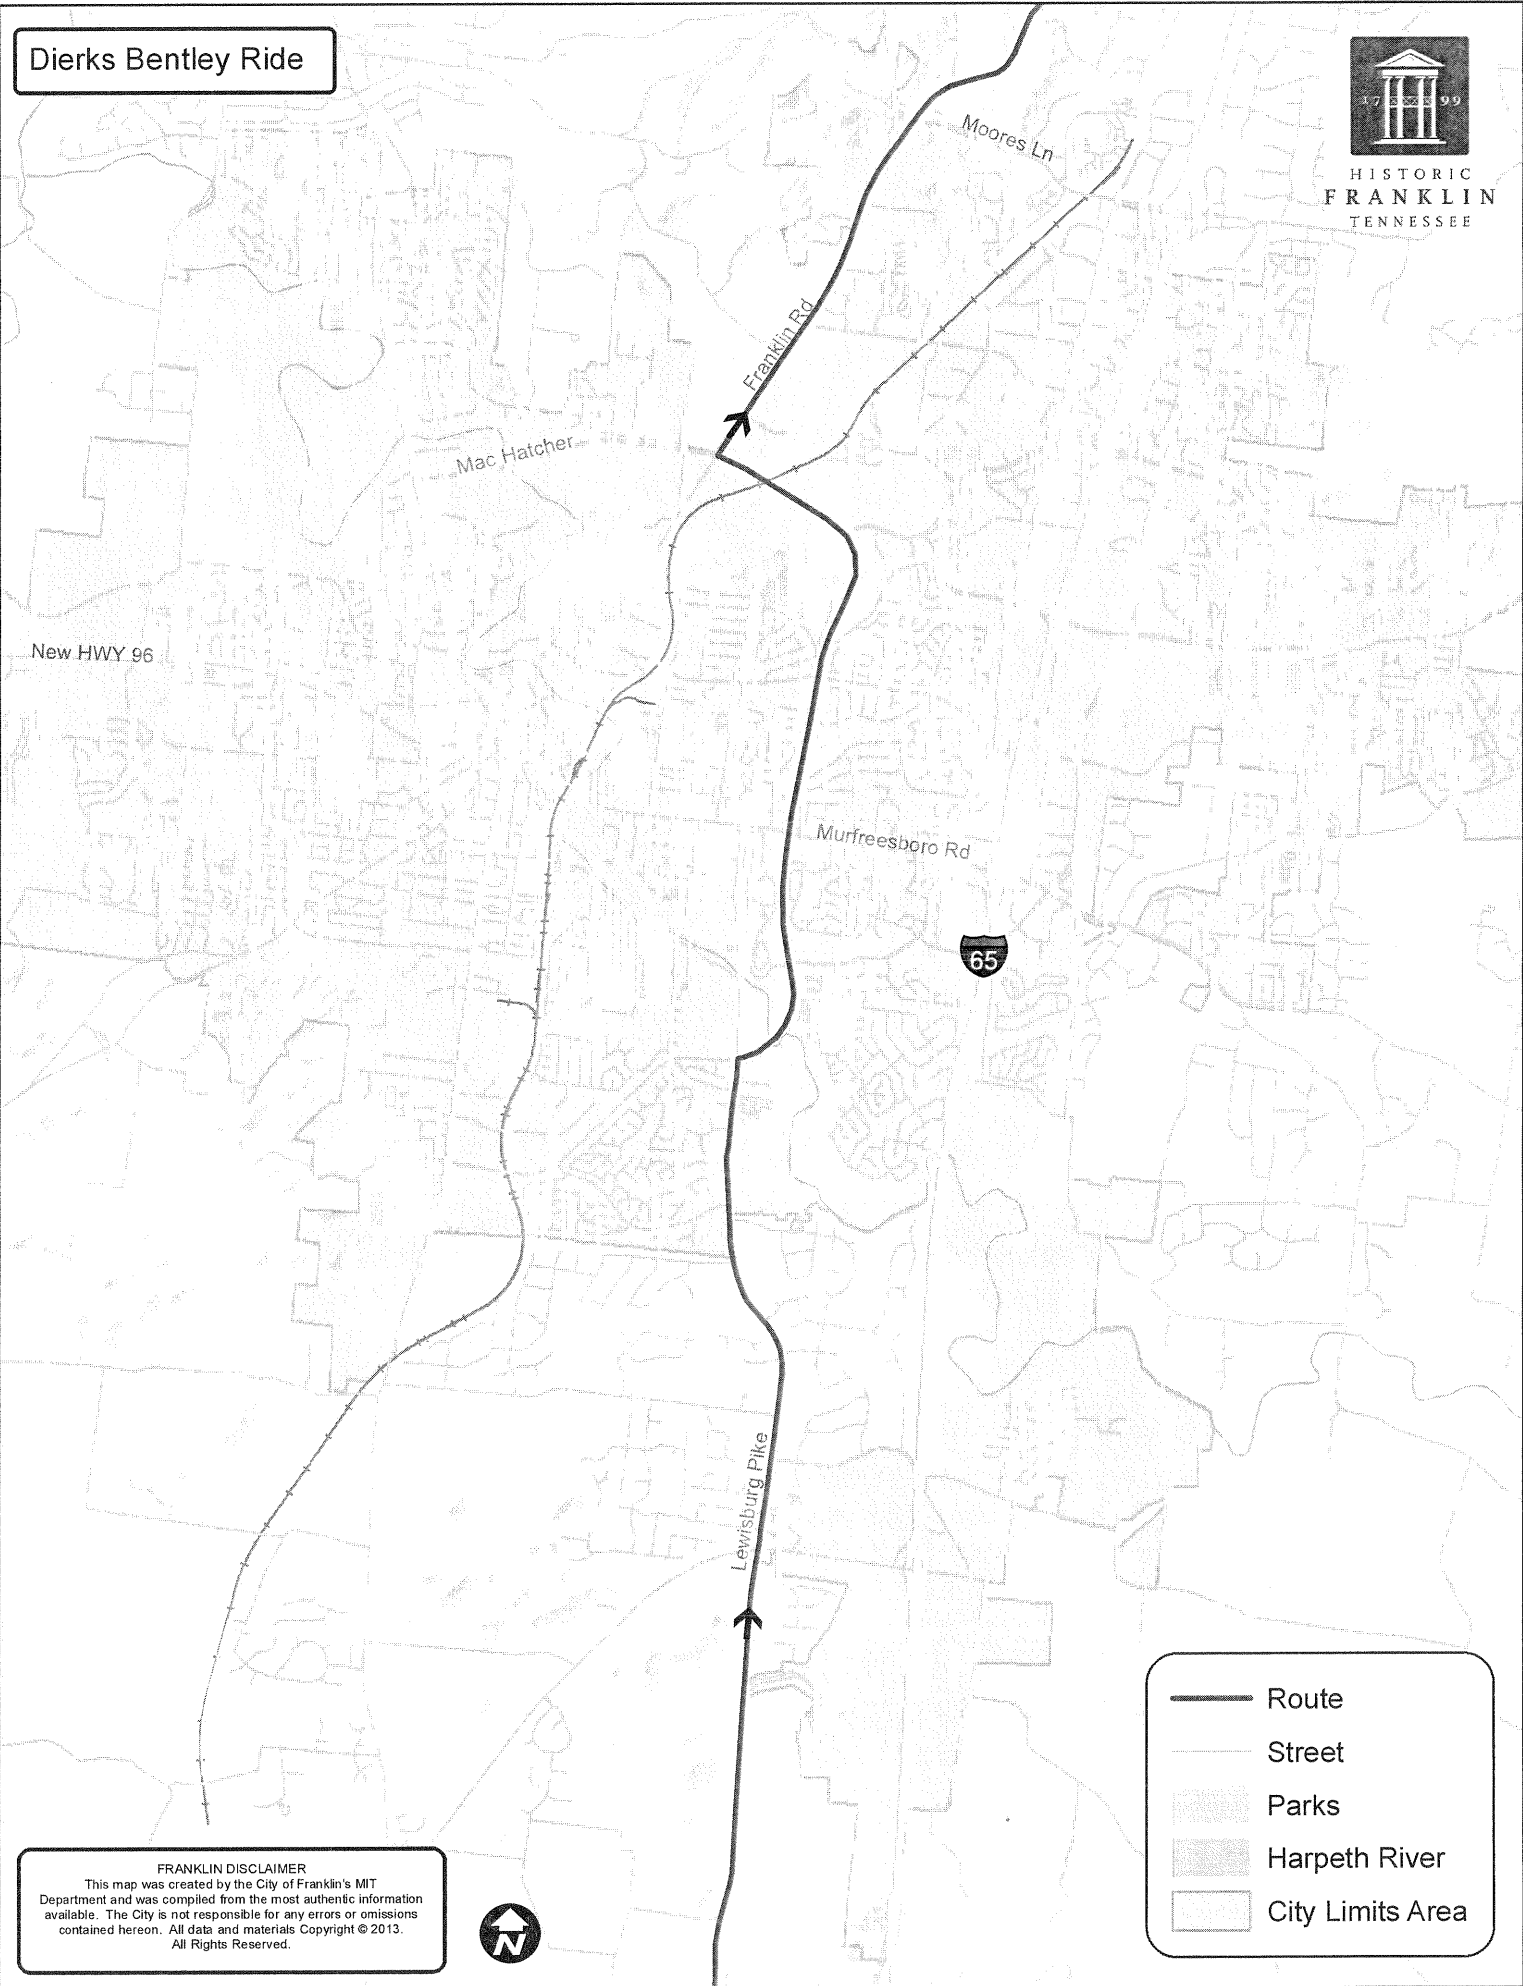 Dierks Bentley Ride
17 99
HISTORIC
FRANKLIN
TENNESSEE
Moores Ln
Franklin Rd
Mac Hatcher
New HWY 96
Murfreesboro Rd
65
Lewisburg Pike
Route
Street
Parks
Harpeth River
City Limits Area
FRANKLIN DISCLAIMER
This map was created by the City of Franklin's MIT
Department and was compiled from the most authentic information
available. The City is not responsible for any errors or omissions
contained hereon. All data and materials Copyright © 2013.
All Rights Reserved.
N